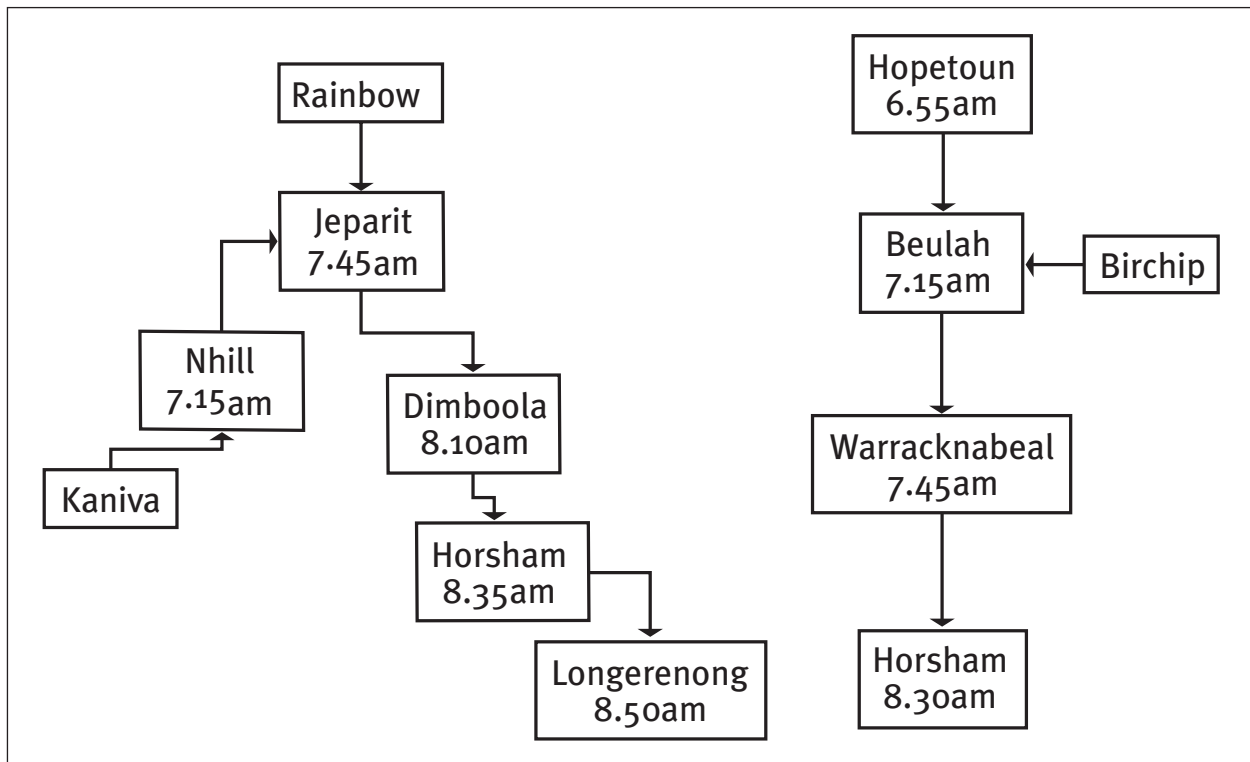 Rainbow
Jeparit
7.45am
Nhill
7.15am
Kaniva
Dimboola
8.10am
Horsham
8.35am
Longerenong
8.50am
Hopetoun
6.55am
Beulah
7.15am
Birchip
Warracknabeal
7.45am
Horsham
8.30am